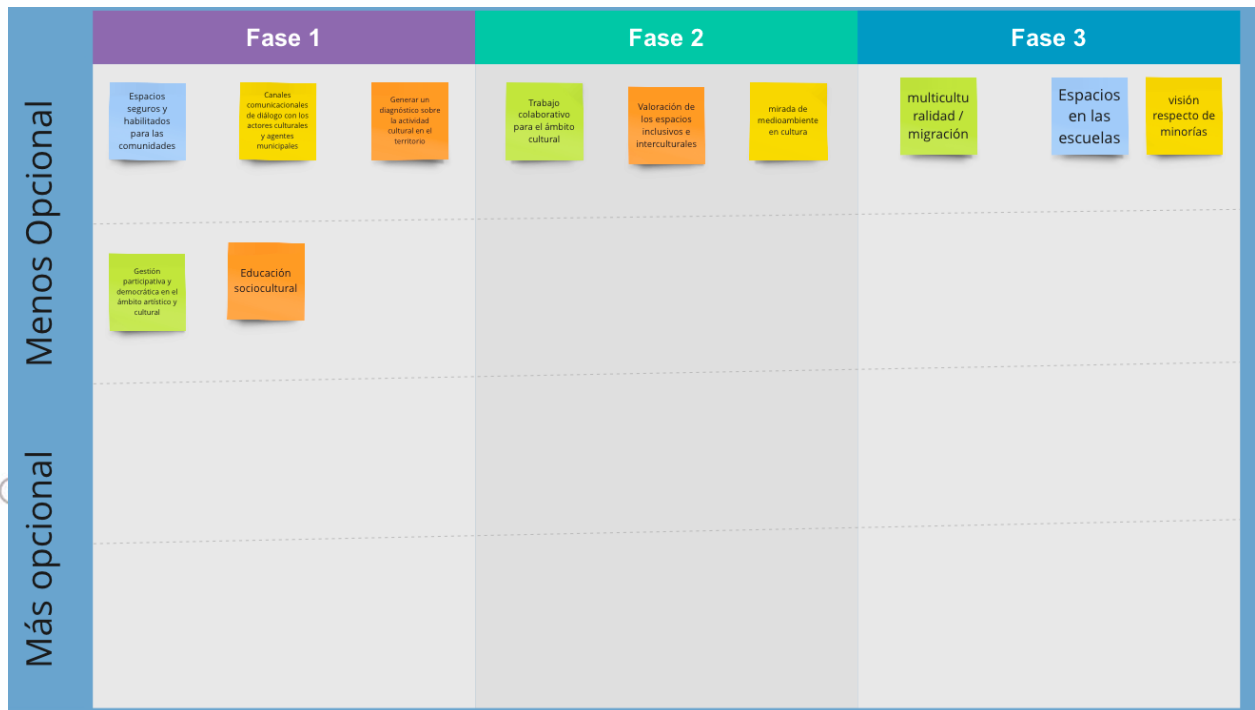 Fase 1
Fase 2
Fase 3
Menos Opcional
Más opcional
Espacios
seguros y
habilitados
para las
comunidades
Canales
comunicacionales
de diálogo con los
actores culturales
y agentes
municipales
Generar un
diagnóstico sobre
la actividad
cultural en el
territorio
Trabajo
colaborativo
para el ámbito
cultural
Valoración de
los espacios
inclusivos e
interculturales
mirada de
medioambiente
en cultura
multicultu
ralidad /
migración
Espacios
en las
escuelas
visión
respecto de
minorías
Gestión
participativa y
democrática en el
ámbito artístico y
cultural
Educación
sociocultural